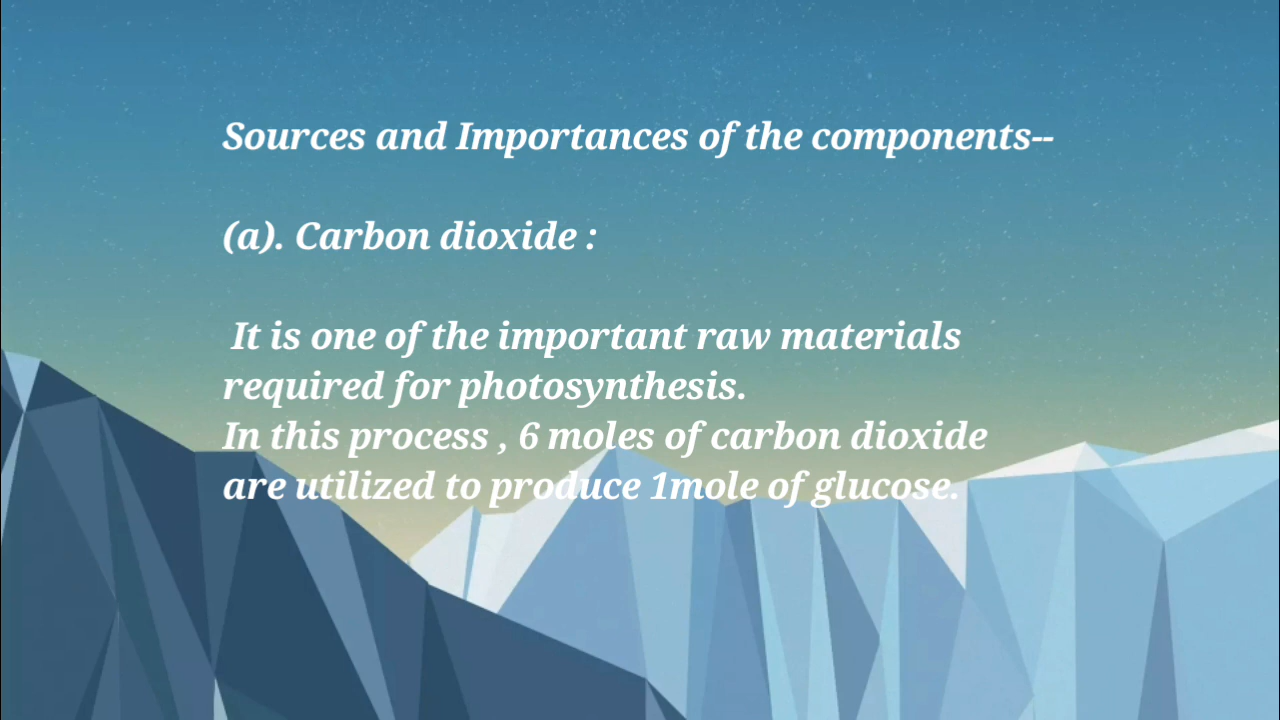 Sources and Importances of the components--
(a). Carbon dioxide :
It is one of the important raw materials
required for photosynthesis.
In this process , 6 moles of carbon dioxide
are utilized to produce 1mole of glucose.